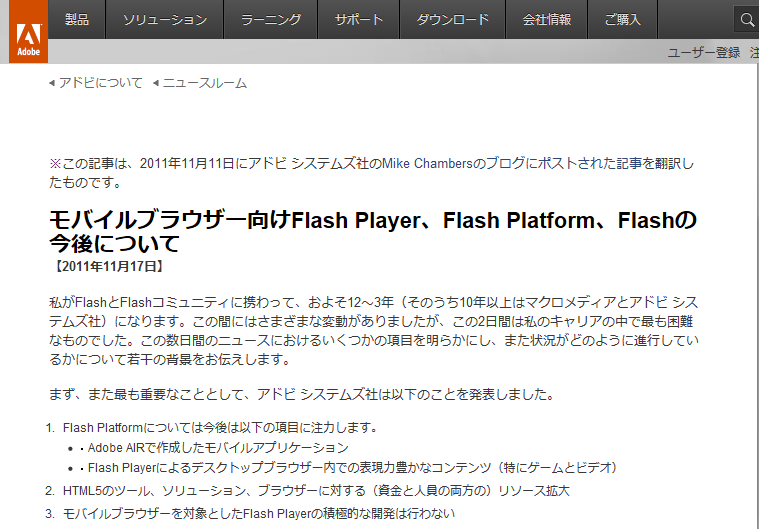 製品 ソリューション ラーニング サポート ダウンロード 会社情報 ご購入
Adobe
ユーザー登録 注
アドビについて ニュースルーム
※この記事は、2011年11月11日にアドビ システムズ社のMike Chambersのブログにポストされた記事を翻訳し
たものです。
モバイルブラウザー向けFlash Player、Flash Platform、Flashの
今後について
【2011年11月17日】
私がFlashとFlashコミュニティに携わって、およそ12〜3年（そのうち10年以上はマクロメディアとアドビ シス
テムズ社）になります。この間にはさまざまな変動がありましたが、この2日間は私のキャリアの中で最も困難
なものでした。この数日間のニュースにおけるいくつかの項目を明らかにし、また状況がどのように進行してい
るかについて若干の背景をお伝えします。
まず、また最も重要なこととして、アドビ システムズ社は以下のことを発表しました。
1. Flash Platformについては今後は以下の項目に注力します。
• ・Adobe AIRで作成したモバイルアプリケーション
• ・Flash Playerによるデスクトップブラウザー内での表現力豊かなコンテンツ（特にゲームとビデオ）
2. HTML5のツール、ソリューション、ブラウザーに対する（資金と人員の両方の）リソース拡大
3. モバイルブラウザーを対象としたFlash Playerの積極的な開発は行わない